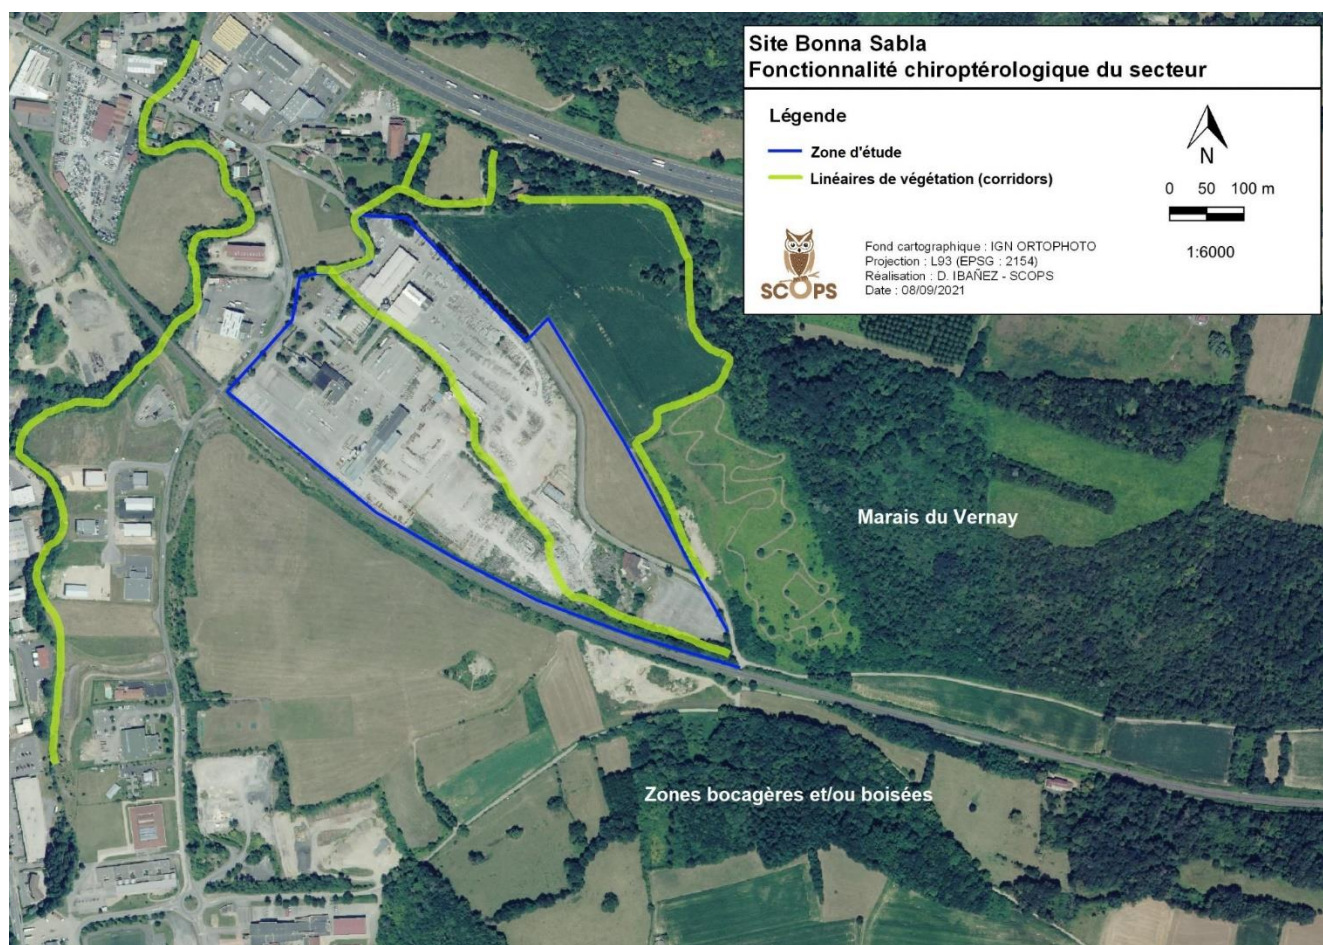 Site Bonna Sabla
Fonctionnalité chiroptérologique du secteur
Légende
Zone d'étude
Linéaires de végétation (corridors)
N
0 50 100 m
1:6000
SCOPS
Fond cartographique : IGN ORTOPHOTO
Projection : L93 (EPSG : 2154)
Réalisation : D. IBAÑEZ - SCOPS
Date : 08/09/2021
Marais du Vernay
Zones bocagères et/ou boisées